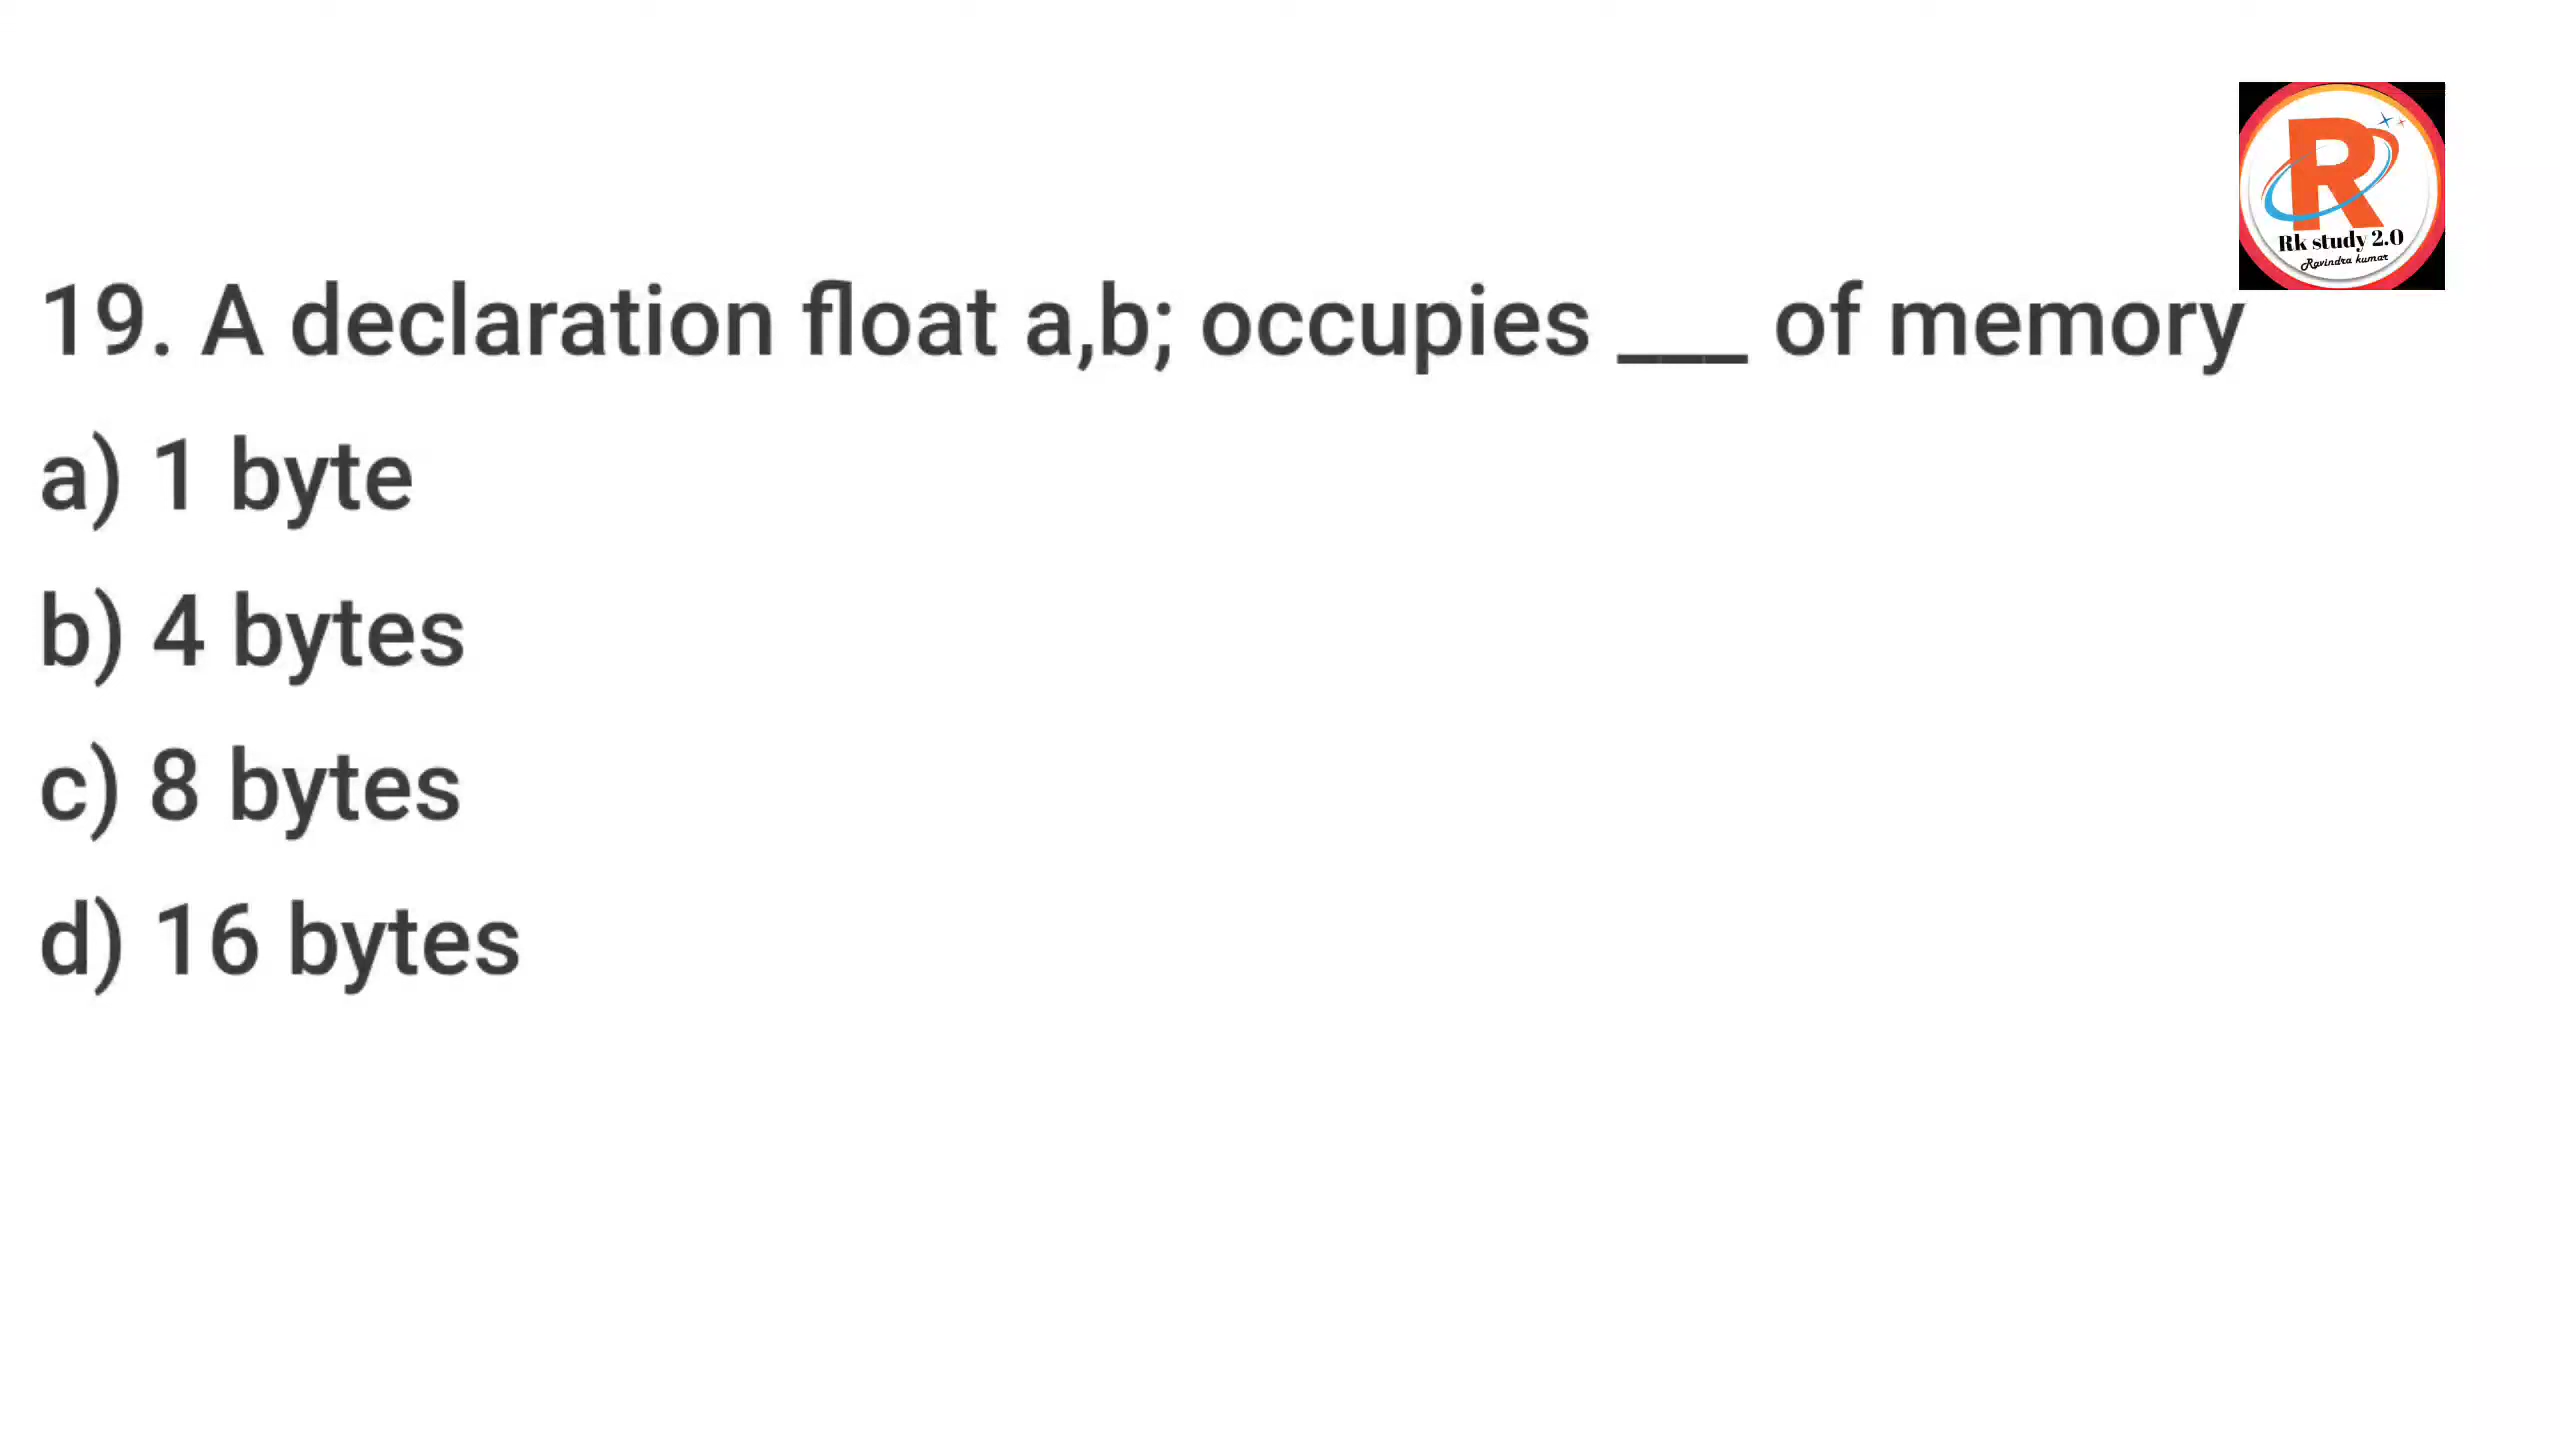 R
Rk study 2.0
Ravindra kumar
19. A declaration float a,b; occupies ___ of memory
a) 1 byte
b) 4 bytes
c) 8 bytes
d) 16 bytes